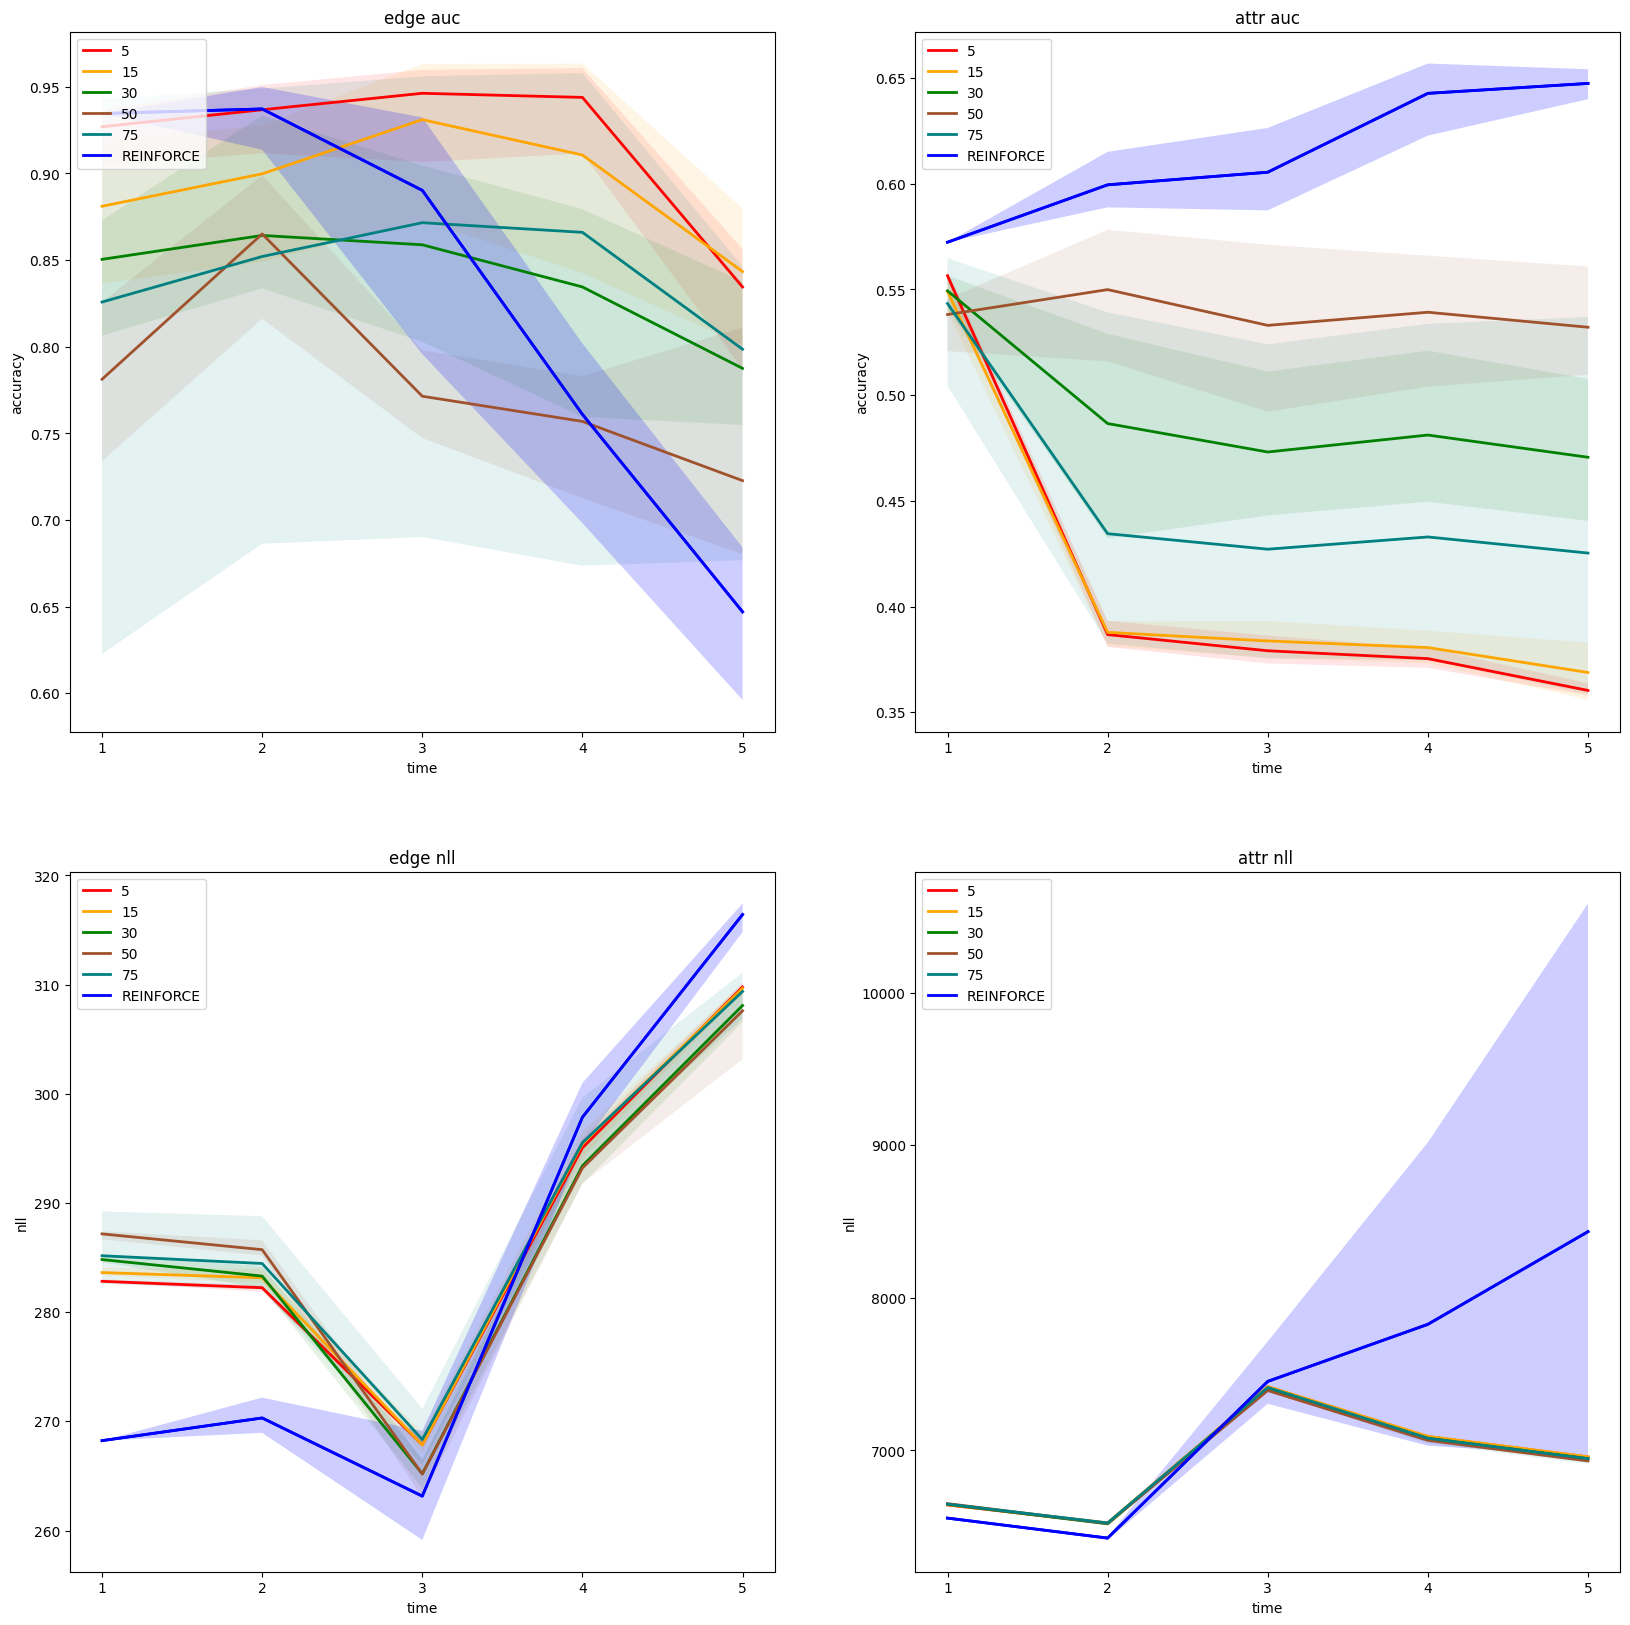 edge auc
5
15
30
50
75
REINFORCE
0.95
0.90
0.85
0.80
0.75
0.70
0.65
0.60
accuracy
1 2 3 4 5
time
attr auc
5
15
30
50
75
REINFORCE
0.65
0.60
0.55
0.50
0.45
0.40
0.35
accuracy
1 2 3 4 5
time
edge nll
5
15
30
50
75
REINFORCE
320
310
300
290
280
270
260
nll
1 2 3 4 5
time
attr nll
5
15
30
50
75
REINFORCE
10000
9000
8000
7000
nll
1 2 3 4 5
time